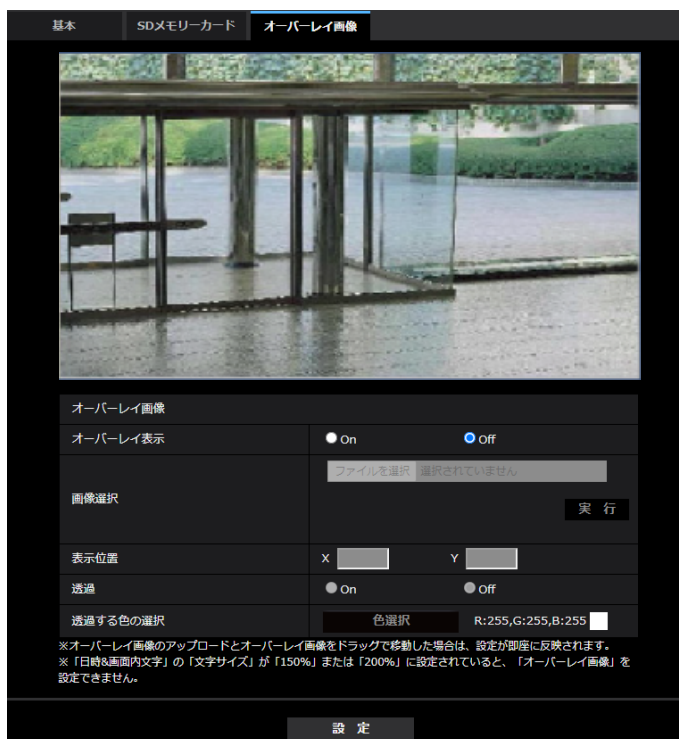 基本 SDメモリーカード オーバーレイ画像
オーバーレイ画像
オーバーレイ表示 On Off
ファイルを選択 選択されていません
画像選択
実 行
表示位置 X Y
透過 On Off
透過する色の選択 色選択 R:255,G:255,B:255
※オーバーレイ画像のアップロードとオーバーレイ画像をドラッグで移動した場合は、設定が即座に反映されます。
※「日時&画面内文字」の「文字サイズ」が「150%」または「200%」に設定されていると、「オーバーレイ画像」を
設定できません。
設 定